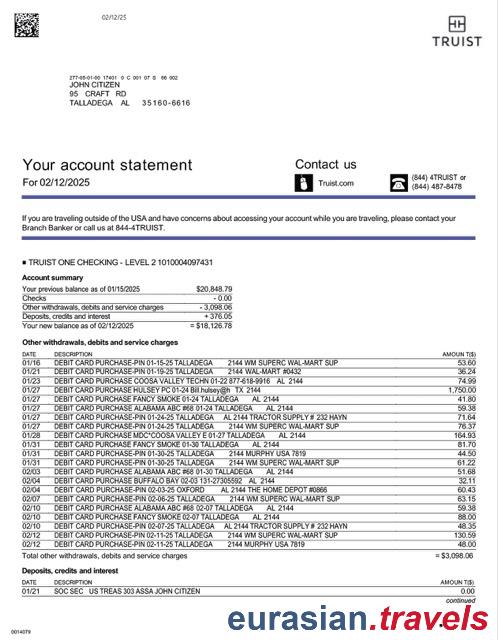 02/12/25
TRUIST
277-05-01-00 17401 0 C 001 07 S 66 002
JOHN CITIZEN
95 CRAFT RD
TALLADEGA AL 35160-6616
Your account statement
For 02/12/2025
Contact us
Truist.com
(844) 4TRUIST or
(844) 487-8478
If you are traveling outside of the USA and have concerns about accessing your account while you are traveling, please contact your
Branch Banker or call us at 844-4TRUIST.
■ TRUIST ONE CHECKING - LEVEL 2 1010004097431
Account summary
Your previous balance as of 01/15/2025 $20,848.79
Checks - 0.00
Other withdrawals, debits and service charges - 3,098.06
Deposits, credits and interest + 376.05
Your new balance as of 02/12/2025 = $18,126.78
Other withdrawals, debits and service charges
DATE DESCRIPTION AMOUNT($)
01/16 DEBIT CARD PURCHASE-PIN 01-15-25 TALLADEGA 2144 WM SUPERC WAL-MART SUP 53.60
01/21 DEBIT CARD PURCHASE-PIN 01-19-25 TALLADEGA 2144 WAL-MART #0432 36.24
01/23 DEBIT CARD PURCHASE COOSA VALLEY TECHN 01-22 877-618-9916 AL 2144 74.99
01/27 DEBIT CARD PURCHASE HULSEY PC 01-24 Bill.hulsey@h TX 2144 1,750.00
01/27 DEBIT CARD PURCHASE FANCY SMOKE 01-24 TALLADEGA AL 2144 41.80
01/27 DEBIT CARD PURCHASE ALABAMA ABC #68 01-24 TALLADEGA AL 2144 59.38
01/27 DEBIT CARD PURCHASE-PIN 01-24-25 TALLADEGA AL 2144 TRACTOR SUPPLY # 232 HAYN 71.64
01/27 DEBIT CARD PURCHASE-PIN 01-24-25 TALLADEGA 2144 WM SUPERC WAL-MART SUP 76.37
01/28 DEBIT CARD PURCHASE MDC*COOSA VALLEY E 01-27 TALLADEGA AL 2144 164.93
01/31 DEBIT CARD PURCHASE FANCY SMOKE 01-30 TALLADEGA AL 2144 81.70
01/31 DEBIT CARD PURCHASE-PIN 01-30-25 TALLADEGA 2144 MURPHY USA 7819 44.50
01/31 DEBIT CARD PURCHASE-PIN 01-30-25 TALLADEGA 2144 WM SUPERC WAL-MART SUP 61.22
02/03 DEBIT CARD PURCHASE ALABAMA ABC #68 01-30 TALLADEGA AL 2144 51.68
02/04 DEBIT CARD PURCHASE BUFFALO BAY 02-03 131-27305592 AL 2144 32.11
02/04 DEBIT CARD PURCHASE-PIN 02-03-25 OXFORD AL 2144 THE HOME DEPOT #0866 60.43
02/07 DEBIT CARD PURCHASE-PIN 02-06-25 TALLADEGA 2144 WM SUPERC WAL-MART SUP 63.15
02/10 DEBIT CARD PURCHASE ALABAMA ABC #68 02-07 TALLADEGA AL 2144 59.38
02/10 DEBIT CARD PURCHASE FANCY SMOKE 02-07 TALLADEGA AL 2144 88.00
02/10 DEBIT CARD PURCHASE-PIN 02-07-25 TALLADEGA AL 2144 TRACTOR SUPPLY # 232 HAYN 48.35
02/12 DEBIT CARD PURCHASE-PIN 02-11-25 TALLADEGA 2144 WM SUPERC WAL-MART SUP 130.59
02/12 DEBIT CARD PURCHASE-PIN 02-11-25 TALLADEGA 2144 MURPHY USA 7819 48.00
Total other withdrawals, debits and service charges = $3,098.06
Deposits, credits and interest
DATE DESCRIPTION AMOUNT($)
01/21 SOC SEC US TREAS 303 ASSA JOHN CITIZEN 0.00
continued
0014079
eurasian.travels